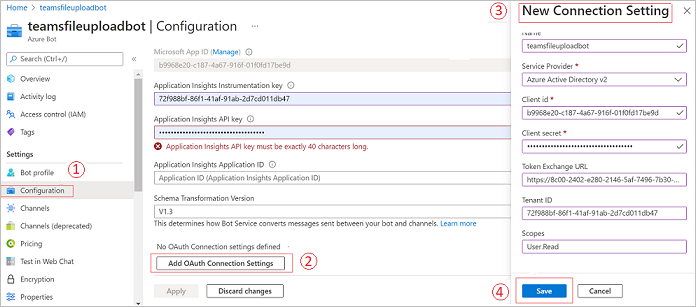 Home > teamsfileuploadbot
teamsfileuploadbot | Configuration ...
Azure Bot
Search (Ctrl+/)
«
Overview
Activity log
Access control (IAM)
Tags
Settings
Bot profile
1
Configuration
Channels
Channels (deprecated)
Pricing
Test in Web Chat
Encryption
Properties
Microsoft App ID (Manage)
b9968e20-c187-4a67-916f-01f0fd17be9d
Application Insights Instrumentation key
72f988bf-86f1-41af-91ab-2d7cd011db47
Application Insights API key
••••••••••••••••••••••••••••••••••••
Application Insights API key must be exactly 40 characters long.
Application Insights Application ID
Application ID (Application Insights Application ID)
Schema Transformation Version
V1.3
This determines how Bot Service converts messages sent between your bot and channels. Learn more
No OAuth Connection settings defined
Add OAuth Connection Settings
2
Apply
Discard changes
3
New Connection Setting
teamsfileuploadbot
Service Provider *
Azure Active Directory v2
Client id *
b9968e20-c187-4a67-916f-01f0fd17be9d
Client secret *
••••••••••••••••••••••••••••••••••
Token Exchange URL
https://8c00-2402-e280-2146-5af-7496-7b30-...
Tenant ID
72f988bf-86f1-41af-91ab-2d7cd011db47
Scopes
User.Read
4
Save
Cancel